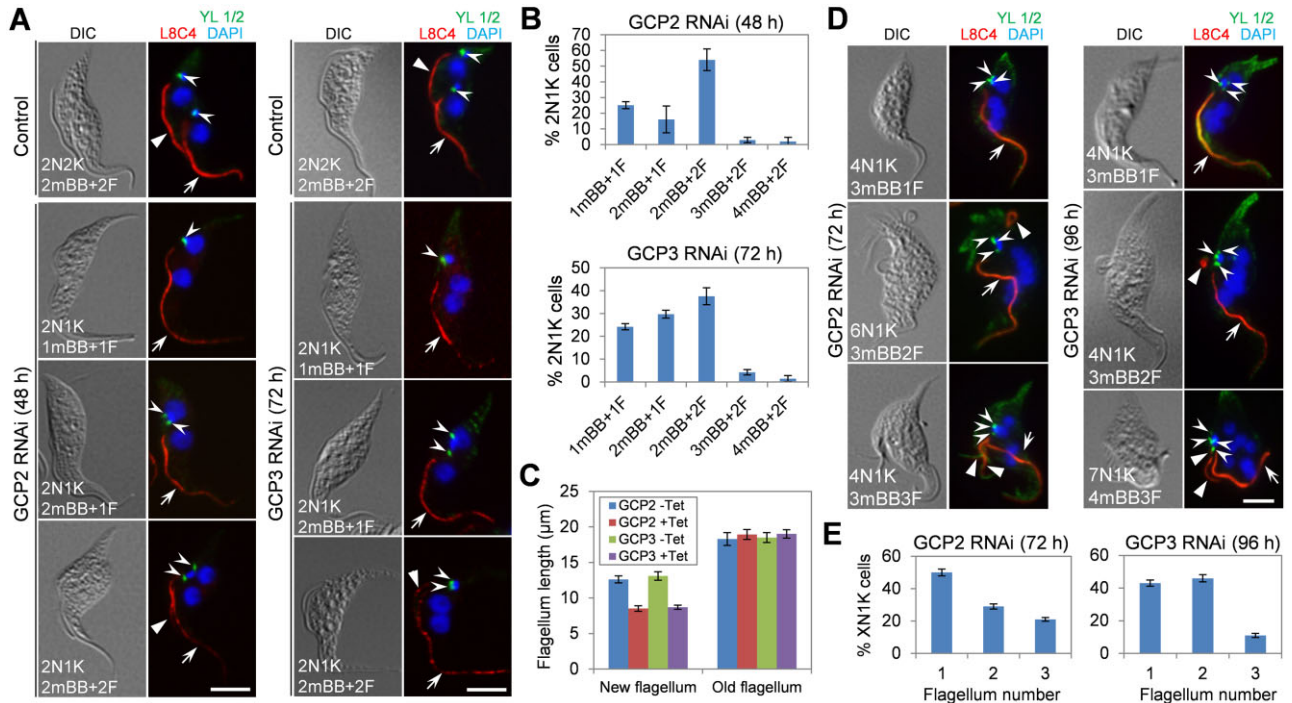 A
DIC
YL 1/2
L8C4 DAPI
Control
2N2K
2mBB+2F
GCP2 RNAi (48 h)
2N1K
1mBB+1F
2N1K
2mBB+1F
2N1K
2mBB+2F
DIC
YL 1/2
L8C4 DAPI
Control
2N2K
2mBB+2F
GCP3 RNAi (72 h)
2N1K
1mBB+1F
2N1K
2mBB+1F
2N1K
2mBB+2F
B
GCP2 RNAi (48 h)
% 2N1K cells
70
60
50
40
30
20
10
0
1mBB+1F
2mBB+1F
2mBB+2F
3mBB+2F
4mBB+2F
GCP3 RNAi (72 h)
% 2N1K cells
50
40
30
20
10
0
1mBB+1F
2mBB+1F
2mBB+2F
3mBB+2F
4mBB+2F
C
Flagellum length (µm)
25
20
15
10
5
0
GCP2 -Tet
GCP2 +Tet
GCP3 -Tet
GCP3 +Tet
New flagellum
Old flagellum
D
DIC
YL 1/2
L8C4 DAPI
GCP2 RNAi (72 h)
4N1K
3mBB1F
6N1K
3mBB2F
4N1K
3mBB3F
DIC
YL 1/2
L8C4 DAPI
GCP3 RNAi (96 h)
4N1K
3mBB1F
4N1K
3mBB2F
7N1K
4mBB3F
E
GCP2 RNAi (72 h)
% XN1K cells
60
40
20
0
1 2 3
Flagellum number
GCP3 RNAi (96 h)
60
40
20
0
1 2 3
Flagellum number